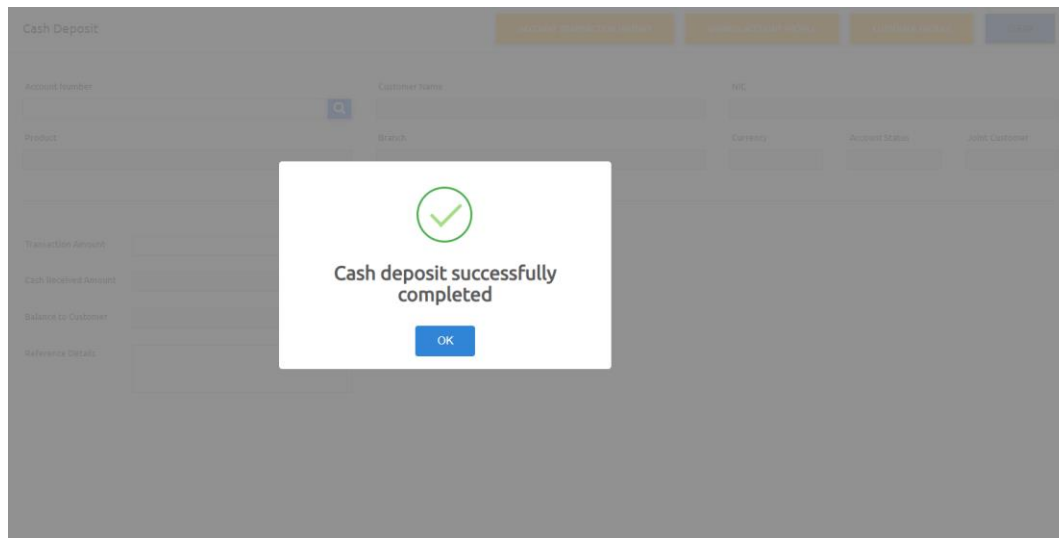 Cash Deposit
Account Number
Customer Name
NIC
Product
Branch
Currency
Account Status
Joint Customer
Transaction Amount
Cash Received Amount
Balance to Customer
Reference Details
Cash deposit successfully
completed
OK